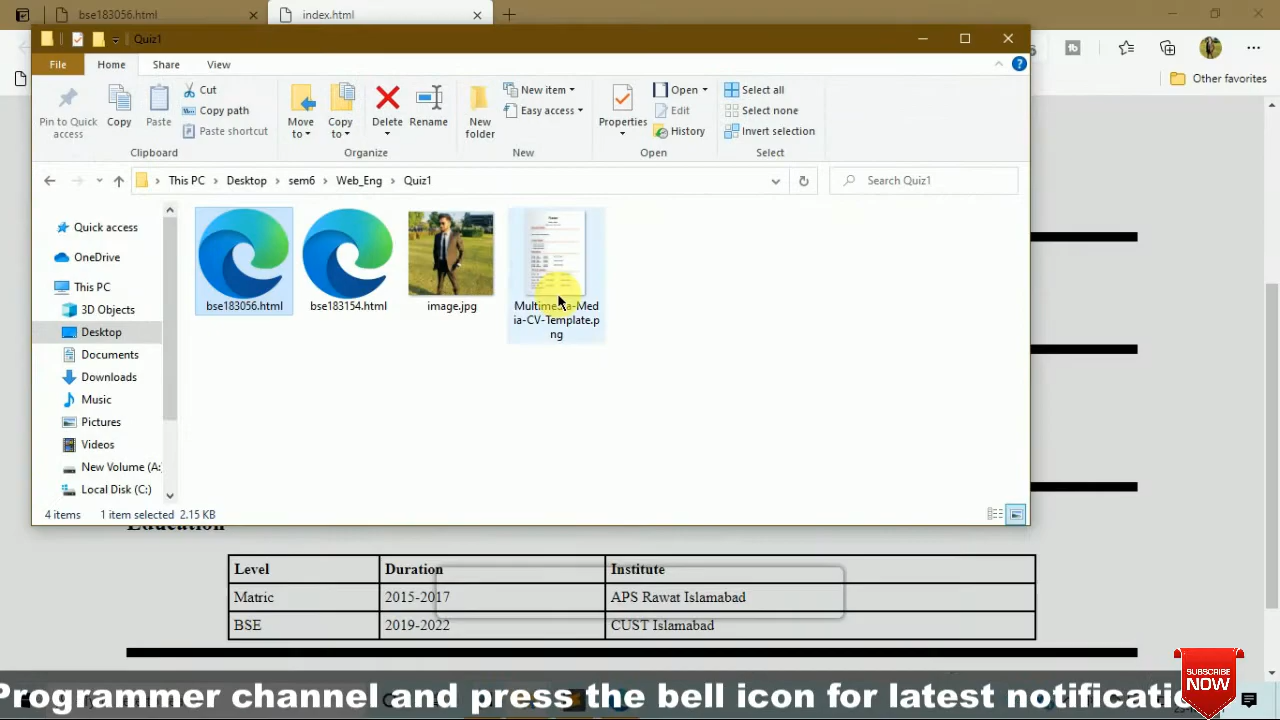 bse183056.html
index.html
Quiz1
File
Home
Share
View
Other favorites
Pin to Quick access
Copy
Paste
Cut
Copy path
Paste shortcut
Clipboard
Move to
Copy to
Delete
Rename
Organize
New folder
New item
Easy access
New
Properties
Open
Edit
History
Open
Select all
Select none
Invert selection
Select
This PC
Desktop
sem6
Web_Eng
Quiz1
Search Quiz1
Quick access
OneDrive
This PC
3D Objects
Desktop
Documents
Downloads
Music
Pictures
Videos
New Volume (A:
Local Disk (C:)
bse183056.html
bse183154.html
image.jpg
dia-CV-Template.p
ng
4 items
1 item selected 2.15 KB
Education
Level Duration Institute
Matric 2015-2017 APS Rawat Islamabad
BSE 2019-2022 CUST Islamabad
Programmer channel and press the bell icon for latest notificatio
SUBSCRIBE
NOW